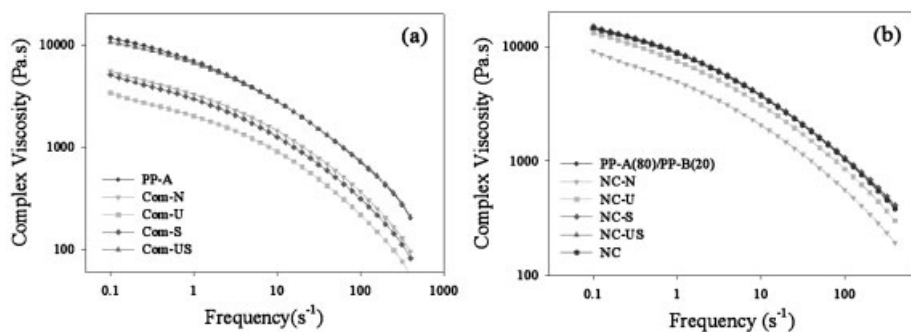 (a)
Complex Viscosity (Pa.s)
10000
1000
100
PP-A
Com-N
Com-U
Com-S
Com-US
0.1
1
10
100
1000
Frequency(s⁻¹)
(b)
Complex Viscosity (Pa.s)
10000
1000
100
PP-A(80)/PP-B(20)
NC-N
NC-U
NC-S
NC-US
NC
0.1
1
10
100
Frequency (s⁻¹)